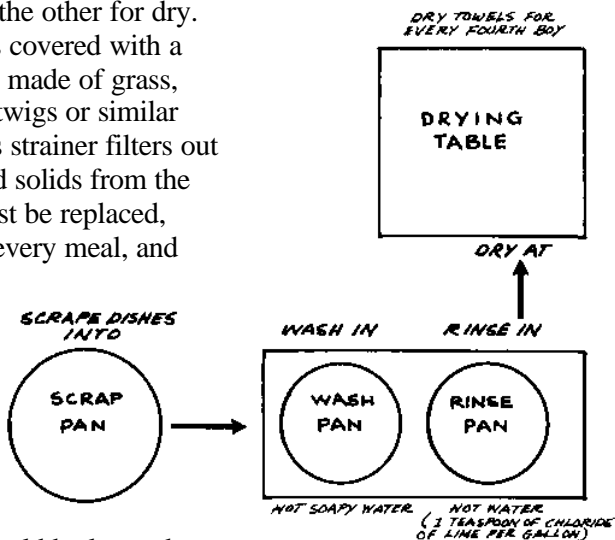 the other for dry.
s covered with a
made of grass,
twigs or similar
s strainer filters out
d solids from the
st be replaced,
every meal, and
DRY TOWELS FOR
EVERY FOURTH BOY
DRYING
TABLE
DRY AT
SCRAPE DISHES
INTO
SCRAP
PAN
WASH IN
RINSE IN
WASH
PAN
RINSE
PAN
HOT SOAPY WATER
HOT WATER
(1 TEASPOON OF CHLORIDE
OF LIME PER GALLON)